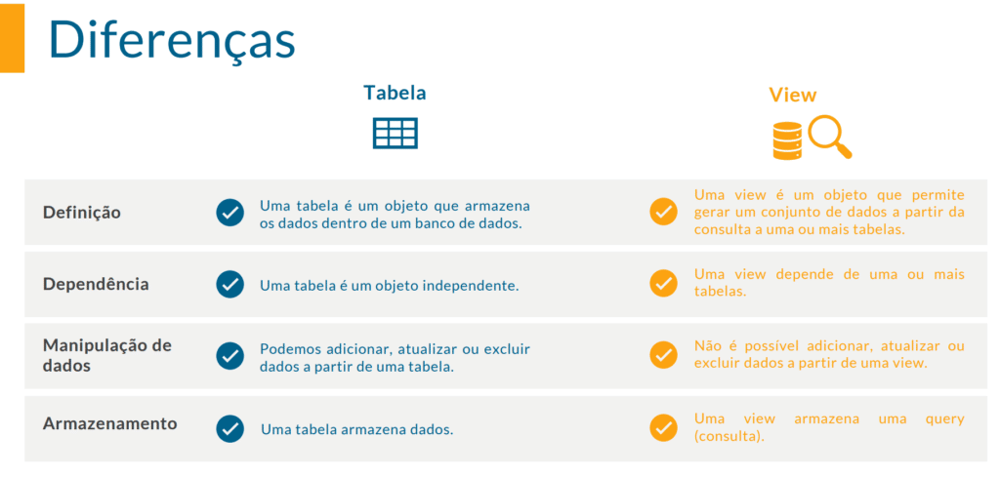 Diferenças
Tabela
View
Definição
Uma tabela é um objeto que armazena
os dados dentro de um banco de dados.
Uma view é um objeto que permite
gerar um conjunto de dados a partir da
consulta a uma ou mais tabelas.
Dependência
Uma tabela é um objeto independente.
Uma view depende de uma ou mais
tabelas.
Manipulação de
dados
Podemos adicionar, atualizar ou excluir
dados a partir de uma tabela.
Não é possível adicionar, atualizar ou
excluir dados a partir de uma view.
Armazenamento
Uma tabela armazena dados.
Uma view armazena uma query
(consulta).